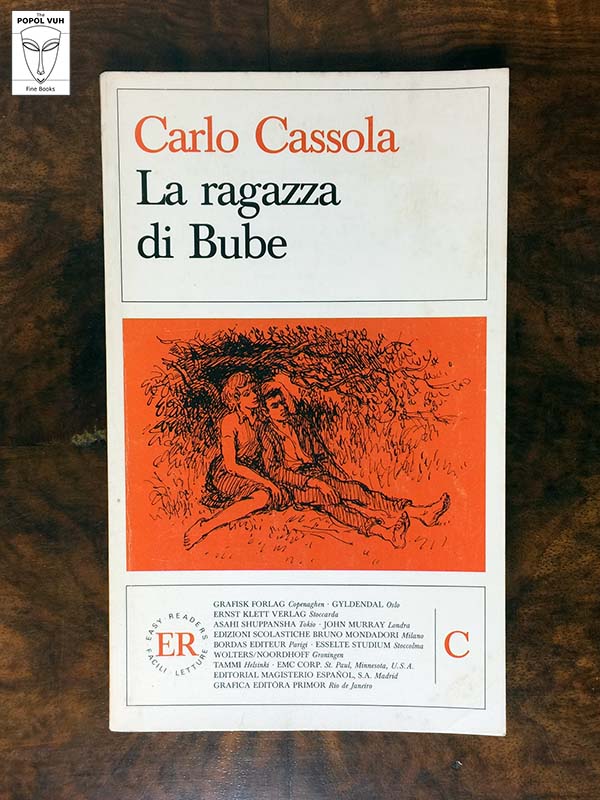 The
POPOL VUH
Fine Books
Carlo Cassola
La ragazza
di Bube
EASY · READERS
ER
FACILI · LETTURE
GRAFISK FORLAG Copenaghen · GYLDENDAL Oslo
ERNST KLETT VERLAG Stoccarda
ASAHI SHUPPANSHA Tokio · JOHN MURRAY Londra
EDIZIONI SCOLASTICHE BRUNO MONDADORI Milano
BORDAS EDITEUR Parigi · ESSELTE STUDIUM Stoccolma
WOLTERS/NOORDHOFF Groningen
TAMMI Helsinki · EMC CORP. St. Paul, Minnesota, U.S.A.
EDITORIAL MAGISTERIO ESPAÑOL, S.A. Madrid
GRAFICA EDITÔRA PRIMOR Rio de Janeiro
C